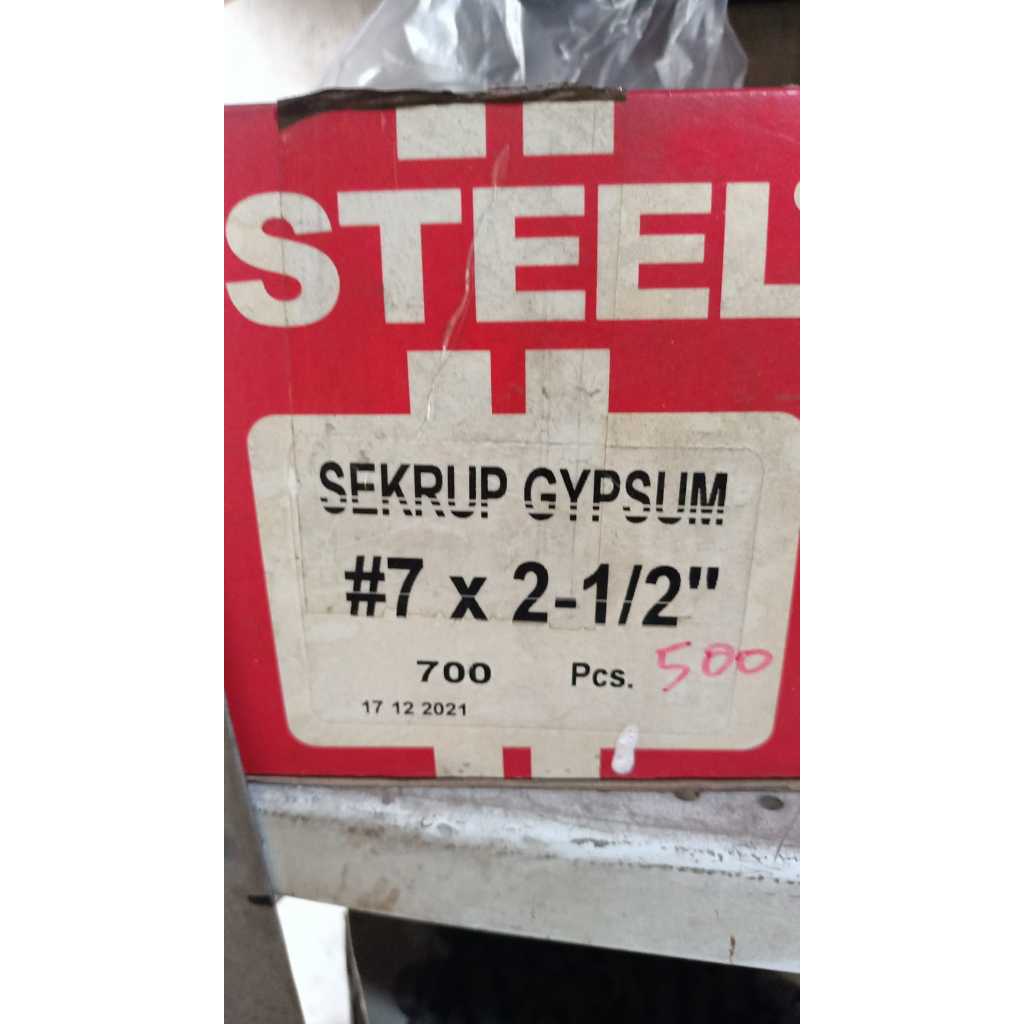 STEEL
SEKRUP GYPSUM
#7 x 2-1/2"
700 Pcs. 500
17 12 2021